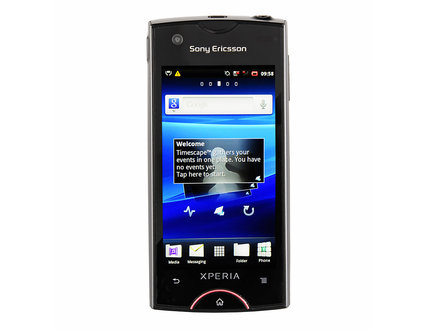 Sony Ericsson
09:58
Google
Welcome
Timescape™ gathers your
events in one place. You have
no events yet.
Tap here to start.
Media Messaging Folder Phone
XPERIA